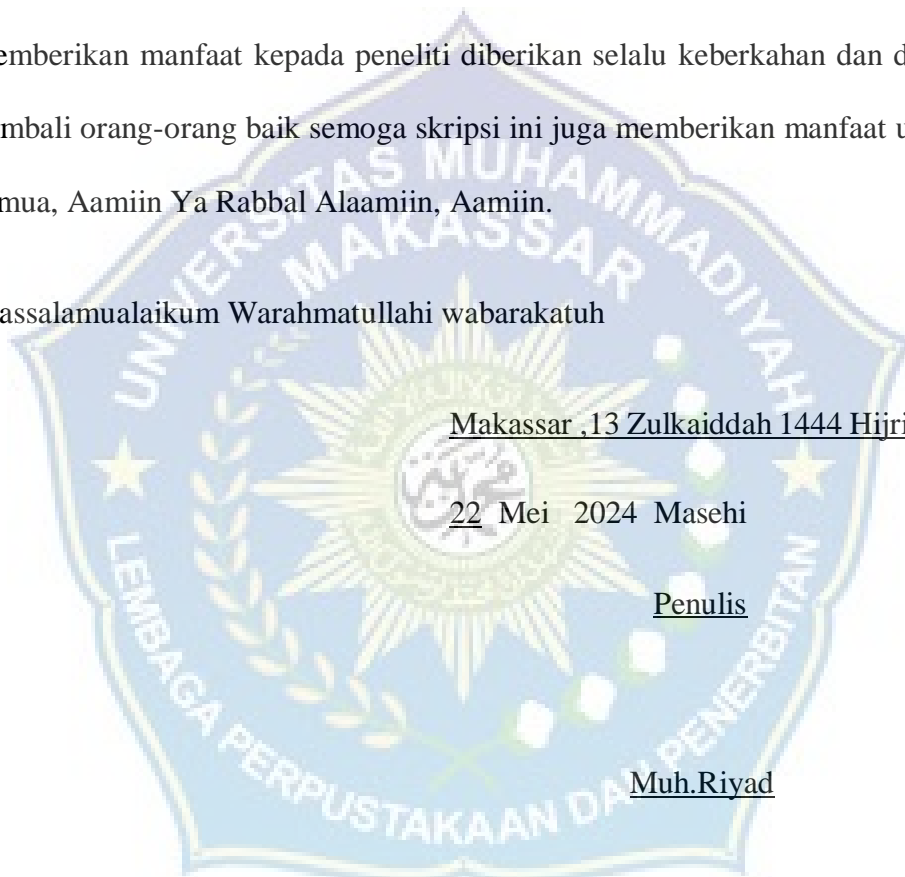 emberikan manfaat kepada peneliti diberikan selalu keberkahan dan d
mbali orang-orang baik semoga skripsi ini juga memberikan manfaat u
mua, Aamiin Ya Rabbal Alaamiin, Aamiin.
assalamualaikum Warahmatullahi wabarakatuh
Makassar ,13 Zulkaiddah 1444 Hijri
22 Mei 2024 Masehi
Penulis
Muh.Riyad
UNIVERSITAS MUHAMMADIYAH
MAKASSAR
LEMBAGA PERPUSTAKAAN DAN PENERBITAN